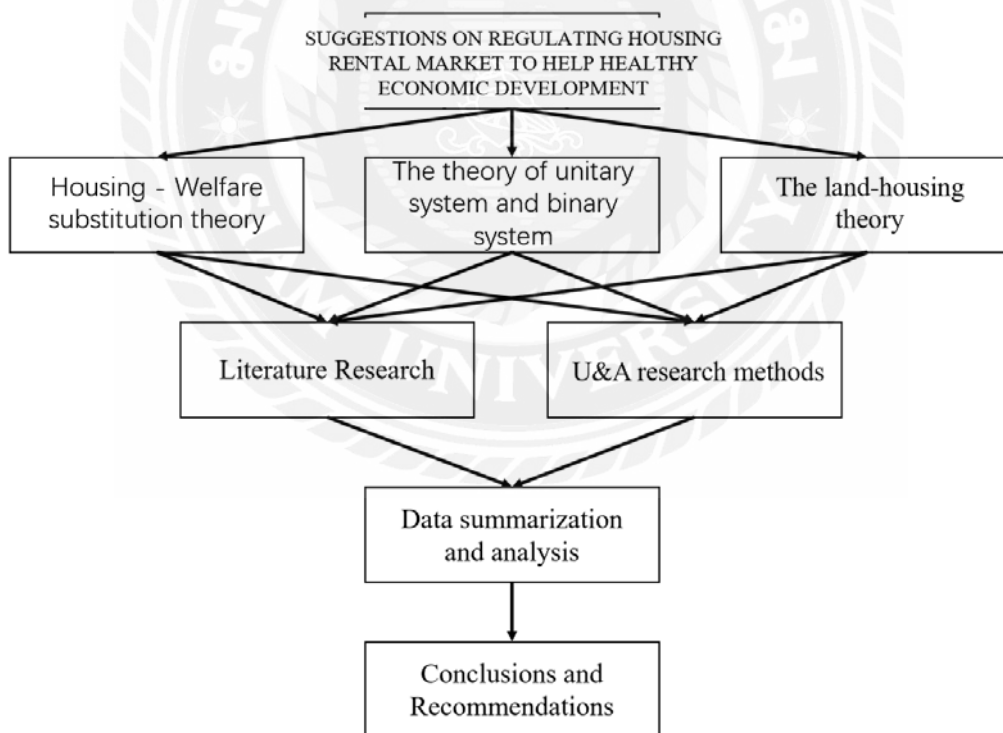 SUGGESTIONS ON REGULATING HOUSING
RENTAL MARKET TO HELP HEALTHY
ECONOMIC DEVELOPMENT
Housing - Welfare
substitution theory
The theory of unitary
system and binary
system
The land-housing
theory
Literature Research
U&A research methods
Data summarization
and analysis
Conclusions and
Recommendations
UNIVERSITY